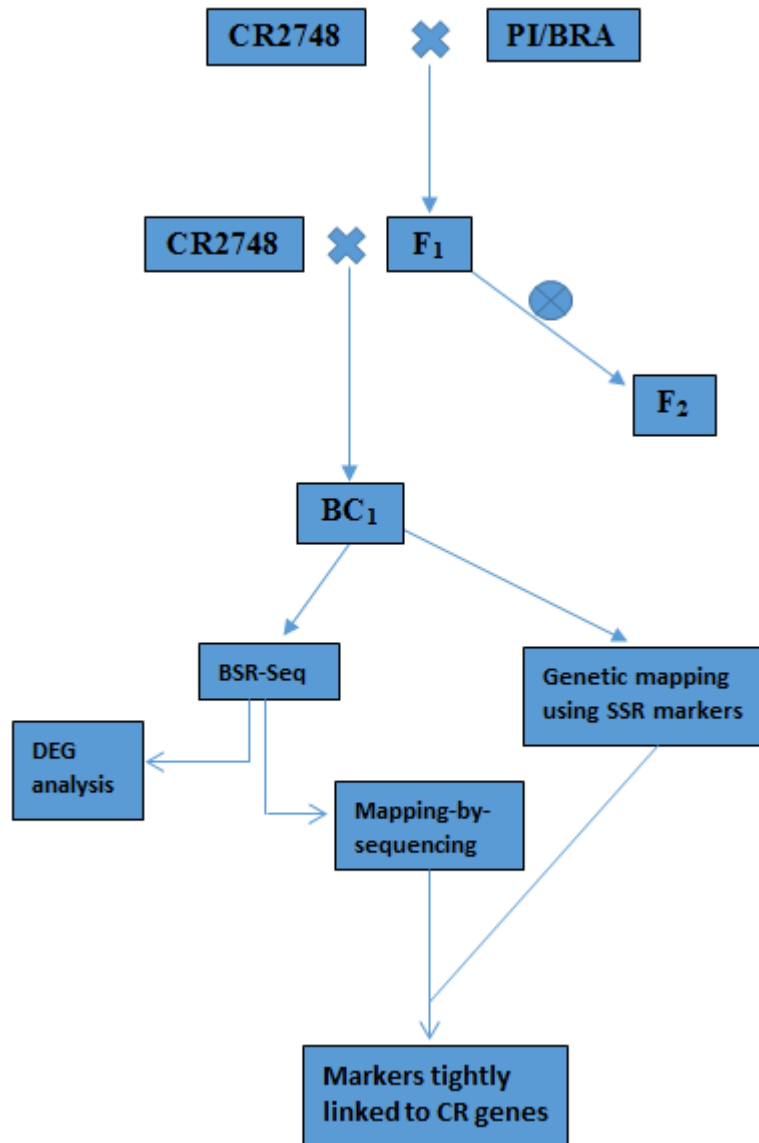 CR2748
PI/BRA
CR2748
F₁
F₂
BC₁
BSR-Seq
Genetic mapping
using SSR markers
DEG
analysis
Mapping-by-
sequencing
Markers tightly
linked to CR genes